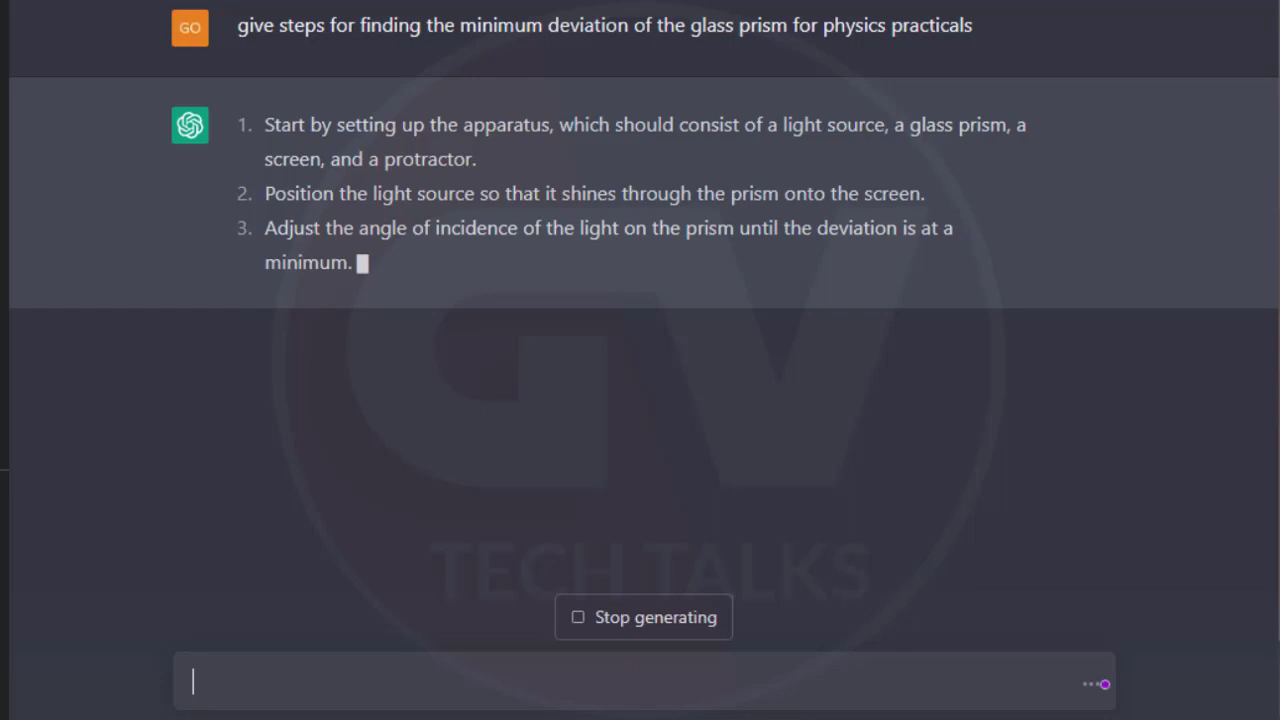 GO give steps for finding the minimum deviation of the glass prism for physics practicals
1. Start by setting up the apparatus, which should consist of a light source, a glass prism, a
screen, and a protractor.
2. Position the light source so that it shines through the prism onto the screen.
3. Adjust the angle of incidence of the light on the prism until the deviation is at a
minimum.
GV
TECH TALKS
Stop generating